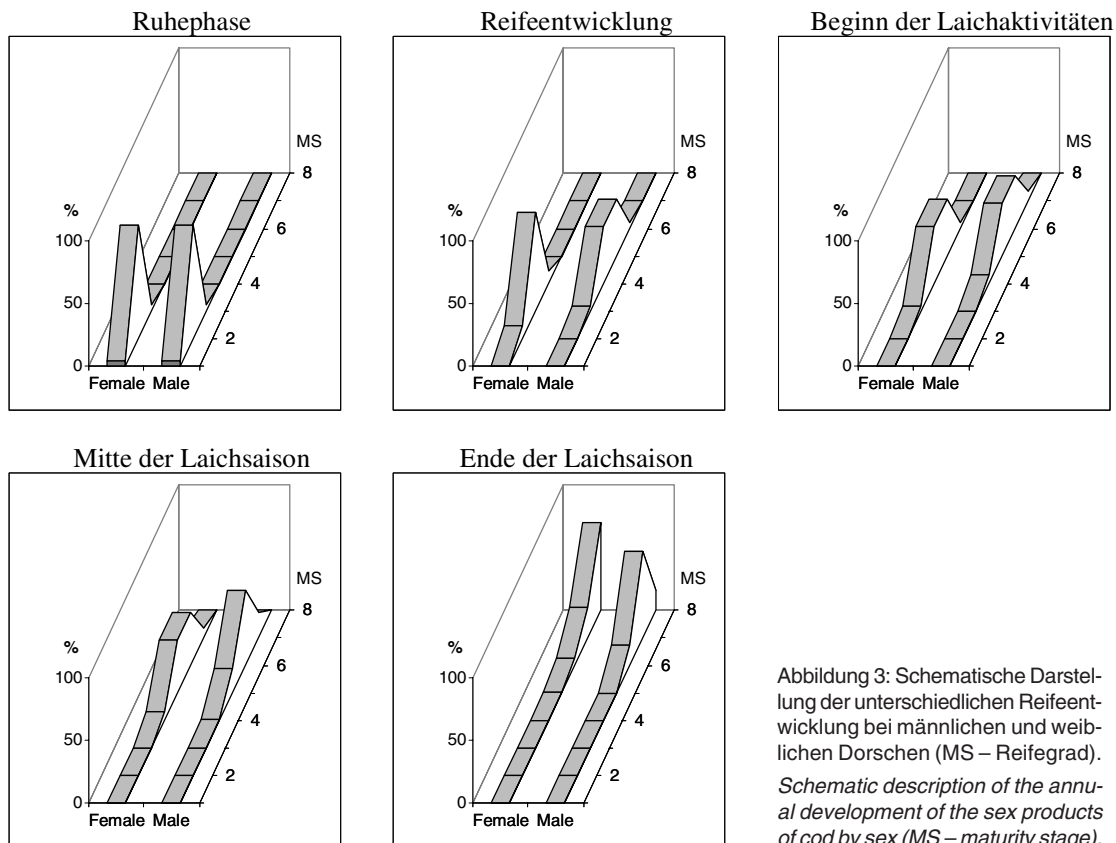 Ruhephase
MS
8
%
6
100
4
50
2
0
Female Male
Reifeentwicklung
MS
8
%
6
100
4
50
2
0
Female Male
Beginn der Laichaktivitäten
MS
8
%
6
100
4
50
2
0
Female Male
Mitte der Laichsaison
MS
8
%
6
100
4
50
2
0
Female Male
Ende der Laichsaison
MS
8
%
6
100
4
50
2
0
Female Male
Abbildung 3: Schematische Darstel-
lung der unterschiedlichen Reifeent-
wicklung bei männlichen und weib-
lichen Dorschen (MS – Reifegrad).
Schematic description of the annu-
al development of the sex products
of cod by sex (MS – maturity stage).